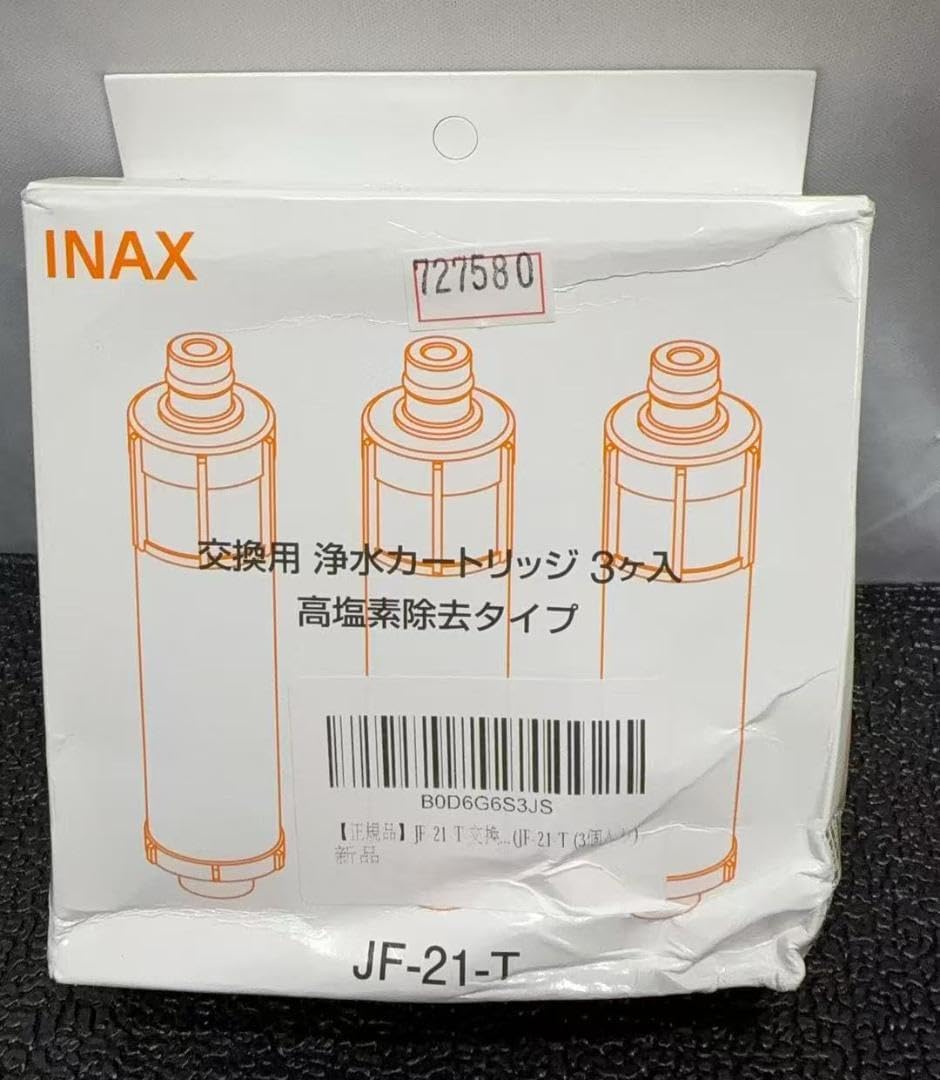 INAX
727580
交換用 浄水カートリッジ 3ヶ入
高塩素除去タイプ
B0D6G6S3JS
【正規品】JF-21-T 交換...(JF-21-T (3個入り)
新品
JF-21-T